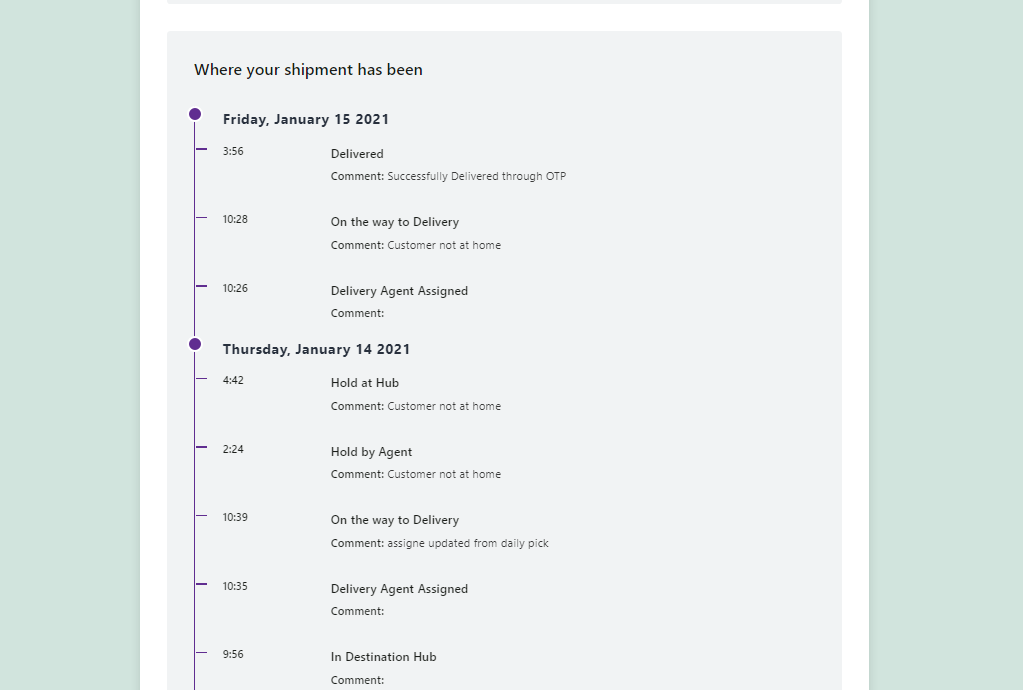 Where your shipment has been
Friday, January 15 2021
3:56 Delivered
Comment: Successfully Delivered through OTP
10:28 On the way to Delivery
Comment: Customer not at home
10:26 Delivery Agent Assigned
Comment:
Thursday, January 14 2021
4:42 Hold at Hub
Comment: Customer not at home
2:24 Hold by Agent
Comment: Customer not at home
10:39 On the way to Delivery
Comment: assigne updated from daily pick
10:35 Delivery Agent Assigned
Comment:
9:56 In Destination Hub
Comment: